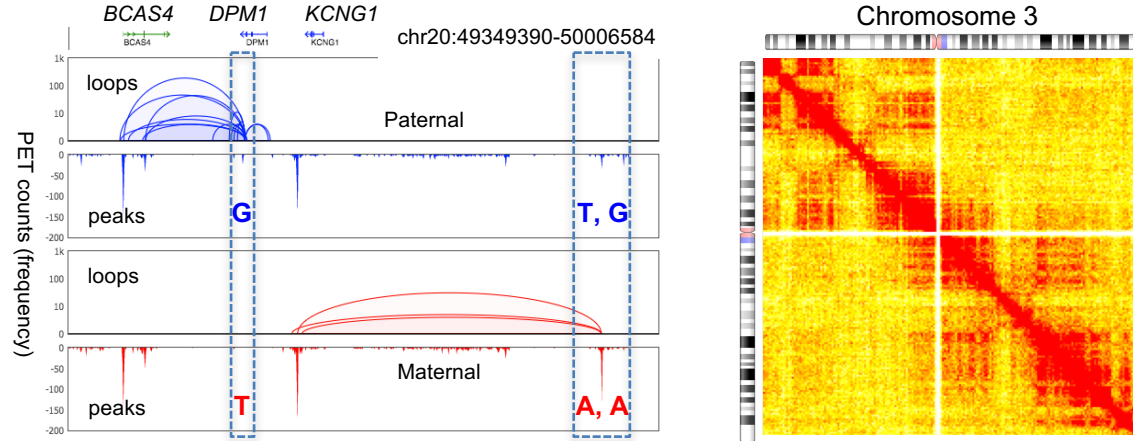 BCAS4 DPM1 KCNG1
BCAS4 DPM1 KCNG1
chr20:49349390-50006584
PET counts (frequency)
1k
100
10
0
loops
Paternal
0
-50
-100
-150
-200
peaks
G
T, G
1k
100
10
0
loops
0
-50
-100
-150
-200
Maternal
peaks
T
A, A
Chromosome 3